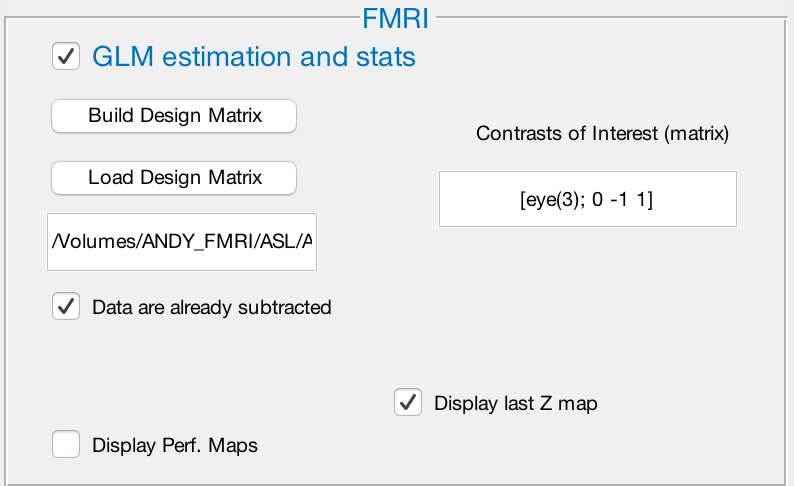 FMRI
GLM estimation and stats
Build Design Matrix
Contrasts of Interest (matrix)
Load Design Matrix
[eye(3); 0 -1 1]
/Volumes/ANDY_FMRI/ASL/A
Data are already subtracted
Display last Z map
Display Perf. Maps